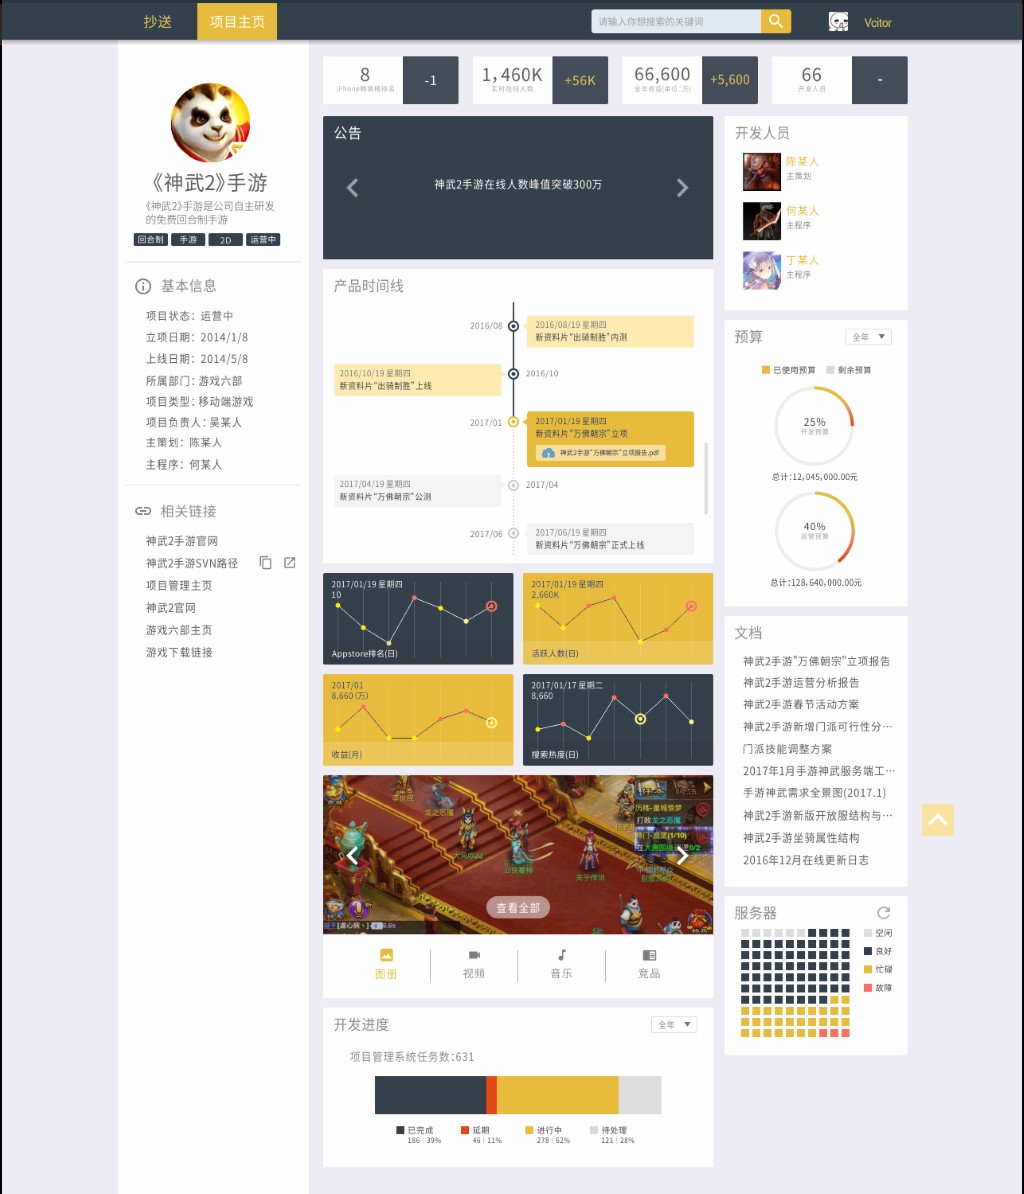 抄送
项目主页
请输入你想搜索的关键词
Vcitor
《神武2》手游
《神武2》手游是公司自主研发
的免费回合制手游
回合制 手游 2D 运营中
基本信息
项目状态：运营中
立项日期：2014/1/8
上线日期：2014/5/8
所属部门：游戏六部
项目类型：移动端游戏
项目负责人：吴某人
主策划：陈某人
主程序：何某人
相关链接
神武2手游官网
神武2手游SVN路径
项目管理主页
神武2官网
游戏六部主页
游戏下载链接
8
iPhone畅销榜排名
-1
1,460K
实时在线人数
+56K
66,600
全年收益(单位:万)
+5,600
66
开发人员
-
公告
神武2手游在线人数峰值突破300万
产品时间线
2016/08
2016/08/19 星期四
新资料片“出骑制胜”内测
2016/10/19 星期四
新资料片“出骑制胜”上线
2016/10
2017/01
2017/01/19 星期四
新资料片“万佛朝宗”立项
神武2手游“万佛朝宗”立项报告.pdf
2017/04/19 星期四
新资料片“万佛朝宗”公测
2017/04
2017/06
2017/06/19 星期四
新资料片“万佛朝宗”正式上线
2017/01/19 星期四
10
Appstore排名(日)
2017/01/19 星期四
2,660K
活跃人数(日)
2017/01
8,660 (万)
收益(月)
2017/01/17 星期二
8,660
搜索热度(日)
龙之恶魔
历练-皇城惊梦
打败龙之恶魔
查看全部
图册
视频
音乐
竞品
开发进度
全年
项目管理系统任务数:631
已完成
186 | 39%
延期
46 | 11%
进行中
278 | 62%
待处理
121 | 28%
开发人员
陈某人
主策划
何某人
主程序
丁某人
主程序
预算
全年
已使用预算 剩余预算
25%
开发预算
总计:12,045,000.00元
40%
运营预算
总计:128,640,000.00元
文档
神武2手游"万佛朝宗"立项报告
神武2手游运营分析报告
神武2手游春节活动方案
神武2手游新增门派可行性分···
门派技能调整方案
2017年1月手游神武服务端工···
手游神武需求全景图(2017.1)
神武2手游新版开放服结构与···
神武2手游坐骑属性结构
2016年12月在线更新日志
服务器
空闲
良好
忙碌
故障